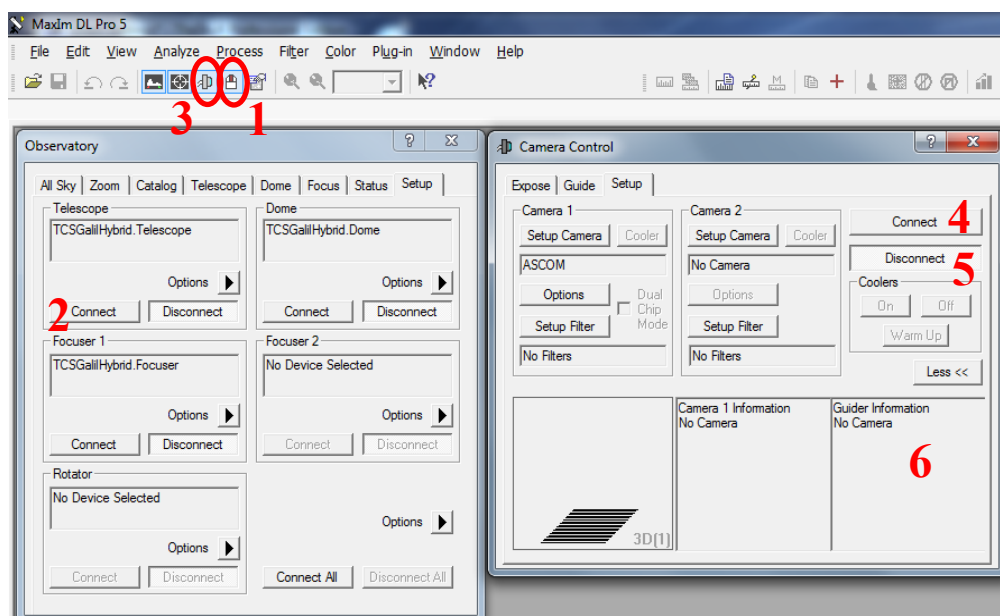 MaxIm DL Pro 5
File Edit View Analyze Process Filter Color Plug-in Window Help
3 1
Observatory
All Sky Zoom Catalog Telescope Dome Focus Status Setup
Telescope
TCSGalilHybrid.Telescope
Options
2
Connect Disconnect
Dome
TCSGalilHybrid.Dome
Options
Connect Disconnect
Focuser 1
TCSGalilHybrid.Focuser
Options
Connect Disconnect
Focuser 2
No Device Selected
Options
Connect Disconnect
Rotator
No Device Selected
Options
Connect Disconnect
Options
Connect All Disconnect All
Camera Control
Expose Guide Setup
Camera 1
Setup Camera Cooler
ASCOM
Options
Dual
Chip
Mode
Setup Filter
No Filters
Camera 2
Setup Camera Cooler
No Camera
Options
Setup Filter
No Filters
Connect 4
Disconnect 5
Coolers
On Off
Warm Up
Less <<
3D(1)
Camera 1 Information
No Camera
Guider Information
No Camera
6